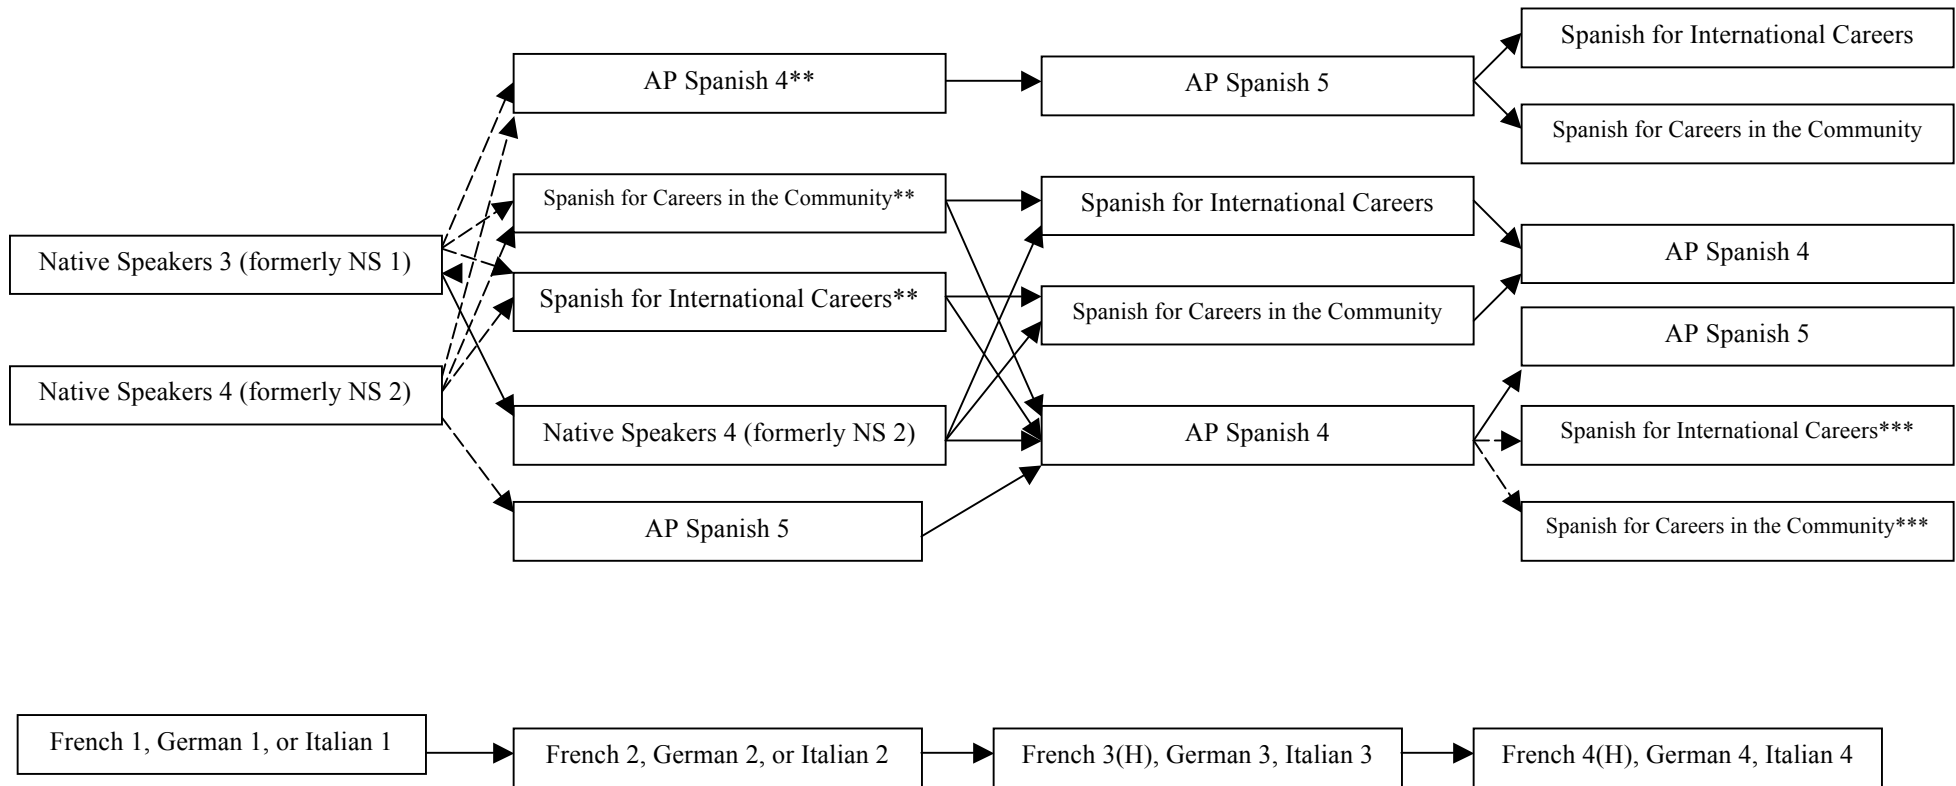 Native Speakers 3 (formerly NS 1)
Native Speakers 4 (formerly NS 2)
AP Spanish 4**
Spanish for Careers in the Community**
Spanish for International Careers**
Native Speakers 4 (formerly NS 2)
AP Spanish 5
AP Spanish 5
Spanish for International Careers
Spanish for Careers in the Community
AP Spanish 4
Spanish for International Careers
Spanish for Careers in the Community
AP Spanish 4
AP Spanish 5
Spanish for International Careers***
Spanish for Careers in the Community***
French 1, German 1, or Italian 1
French 2, German 2, or Italian 2
French 3(H), German 3, Italian 3
French 4(H), German 4, Italian 4